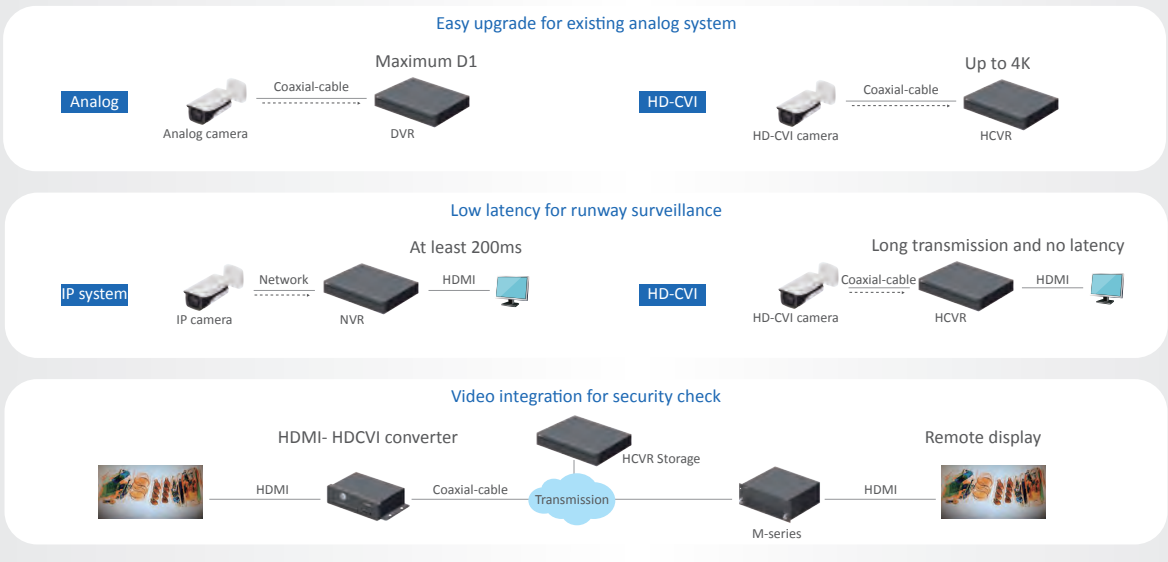 Easy upgrade for existing analog system
Maximum D1
Up to 4K
Analog
Coaxial-cable
HD-CVI
Coaxial-cable
Analog camera
DVR
HD-CVI camera
HCVR
Low latency for runway surveillance
At least 200ms
Long transmission and no latency
IP system
Network
HDMI
HD-CVI
Coaxial-cable
HDMI
IP camera
NVR
HD-CVI camera
HCVR
Video integration for security check
HDMI- HDCVI converter
Remote display
HCVR Storage
HDMI
Coaxial-cable
Transmission
HDMI
M-series